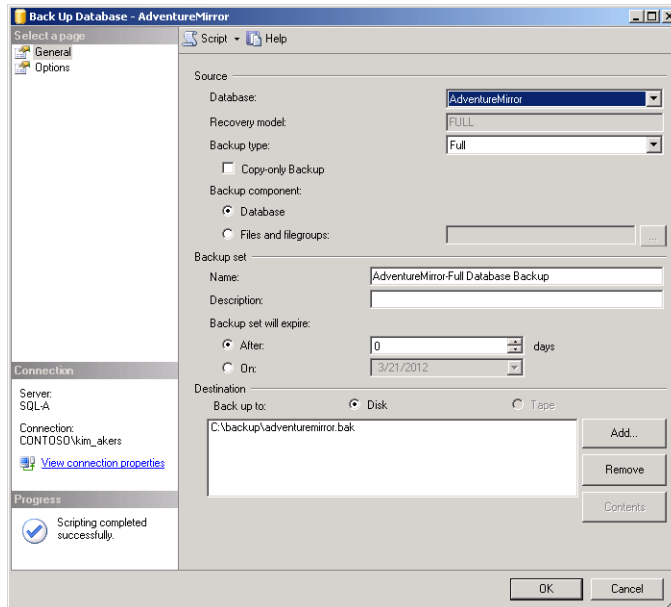 Back Up Database - AdventureMirror
Select a page
General
Options
Script
Help
Source
Database:
AdventureMirror
Recovery model:
FULL
Backup type:
Full
Copy-only Backup
Backup component:
Database
Files and filegroups:
...
Backup set
Name:
AdventureMirror-Full Database Backup
Description:
Backup set will expire:
After:
0
days
On:
3/21/2012
Destination
Back up to:
Disk
Tape
C:\backup\adventuremirror.bak
Add...
Remove
Contents
Connection
Server:
SQL-A
Connection:
CONTOSO\kim_akers
View connection properties
Progress
Scripting completed
successfully.
OK
Cancel